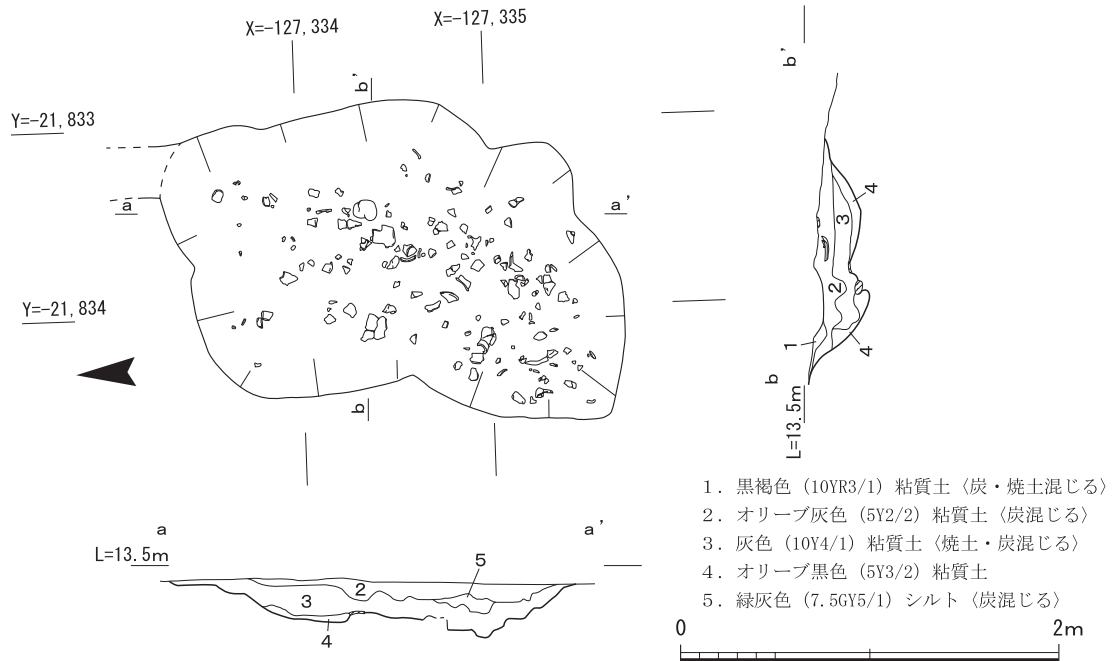 X=-127,334
X=-127,335
b'
b'
Y=-21,833
a
a'
4
3
Y=-21,834
2
1
4
b
b
L=13.5m
1．黒褐色（10YR3/1）粘質土〈炭・焼土混じる〉
2．オリーブ灰色（5Y2/2）粘質土〈炭混じる〉
3．灰色（10Y4/1）粘質土〈焼土・炭混じる〉
4．オリーブ黒色（5Y3/2）粘質土
5．緑灰色（7.5GY5/1）シルト〈炭混じる〉
a
a'
L=13.5m
5
2
3
4
0
2m